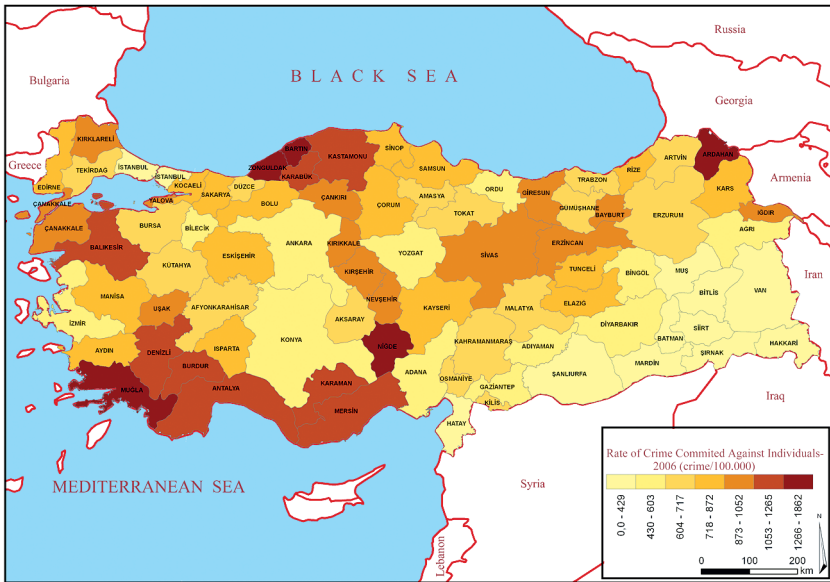 Russia
BLACK SEA
Bulgaria
Georgia
Greece
Armenia
Iran
Iraq
Syria
Lebanon
MEDITERRANEAN SEA
KIRKLARELİ
EDİRNE
TEKİRDAG
İSTANBUL
İSTANBUL
KOCAELİ
YALOVA
SAKARYA
DÜZCE
ZONGULDAK
BARTIN
KARABÜK
KASTAMONU
SİNOP
SAMSUN
ORDU
GİRESUN
TRABZON
RİZE
ARTVİN
ARDAHAN
KARS
IĞDIR
AGRI
ERZURUM
BAYBURT
GÜMÜŞHANE
ERZİNCAN
SİVAS
TOKAT
AMASYA
ÇORUM
ÇANKIRI
BOLU
BİLECİK
BURSA
ÇANAKKALE
ÇANAKKALE
BALIKESİR
KÜTAHYA
ESKİŞEHİR
ANKARA
KIRIKKALE
KIRŞEHİR
YOZGAT
NEVŞEHİR
KAYSERİ
MALATYA
TUNCELİ
ELAZIG
BİNGÖL
MUŞ
BİTLİS
VAN
HAKKARİ
ŞIRNAK
SİİRT
BATMAN
MARDİN
DİYARBAKIR
ŞANLIURFA
ADIYAMAN
KAHRAMANMARAŞ
GAZİANTEP
KİLİS
OSMANİYE
HATAY
ADANA
NİĞDE
AKSARAY
KONYA
KARAMAN
MERSİN
ANTALYA
ISPARTA
BURDUR
AFYONKARAHİSAR
UŞAK
DENİZLİ
MUĞLA
AYDIN
İZMİR
MANİSA
Rate of Crime Commited Against Individuals-
2006 (crime/100.000)
0,0 - 429
430 - 603
604 - 717
718 - 872
873 - 1052
1053 - 1265
1266 - 1862
N
0 100 200
km